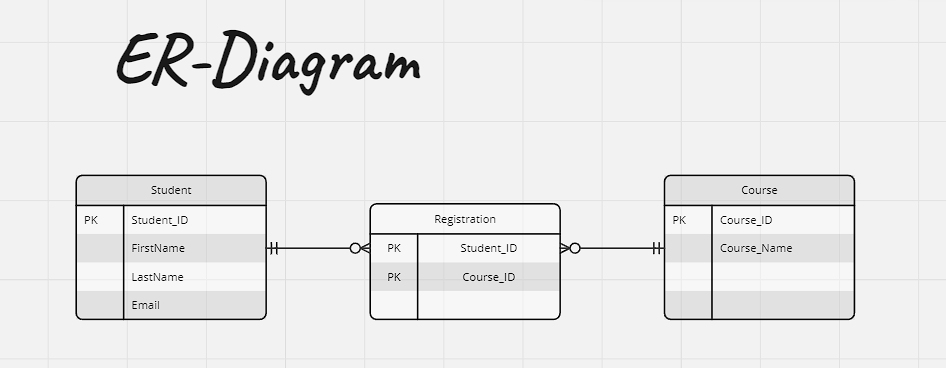 ER-Diagram
Student
PK Student_ID
FirstName
LastName
Email
Registration
PK Student_ID
PK Course_ID
Course
PK Course_ID
Course_Name